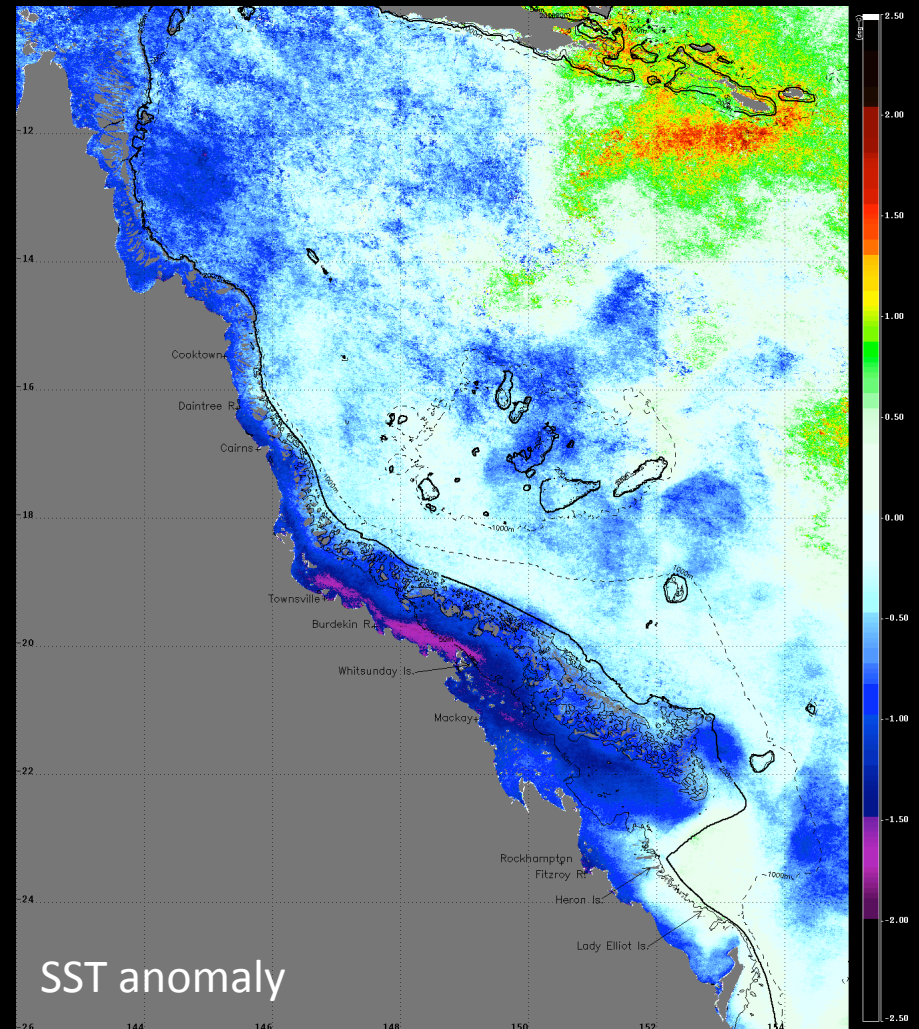 2.50
(deg)
-12
2.00
1.50
-14
1.00
Cooktown
-16
Daintree R.
0.50
Cairns
-18
-0.00
-1000m
1000m
Townsville
-0.50
Burdekin R.
-20
Whitsunday Is.
Mackay
-1.00
-22
-1.50
Rockhampton
Fitzroy R.
-1000m
-24
Heron Is.
-2.00
Lady Elliot Is.
SST anomaly
-26
144
146
148
150
152
154
-2.50